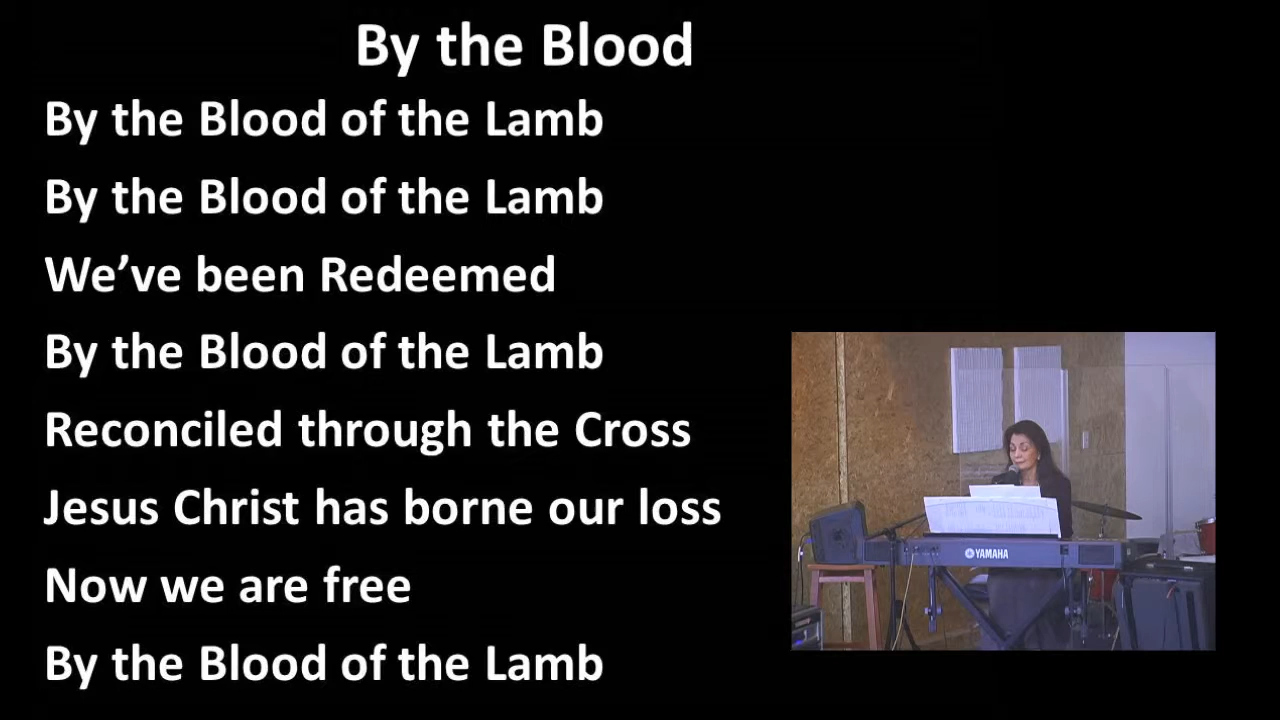 By the Blood
By the Blood of the Lamb
By the Blood of the Lamb
We’ve been Redeemed
By the Blood of the Lamb
Reconciled through the Cross
Jesus Christ has borne our loss
Now we are free
By the Blood of the Lamb
YAMAHA